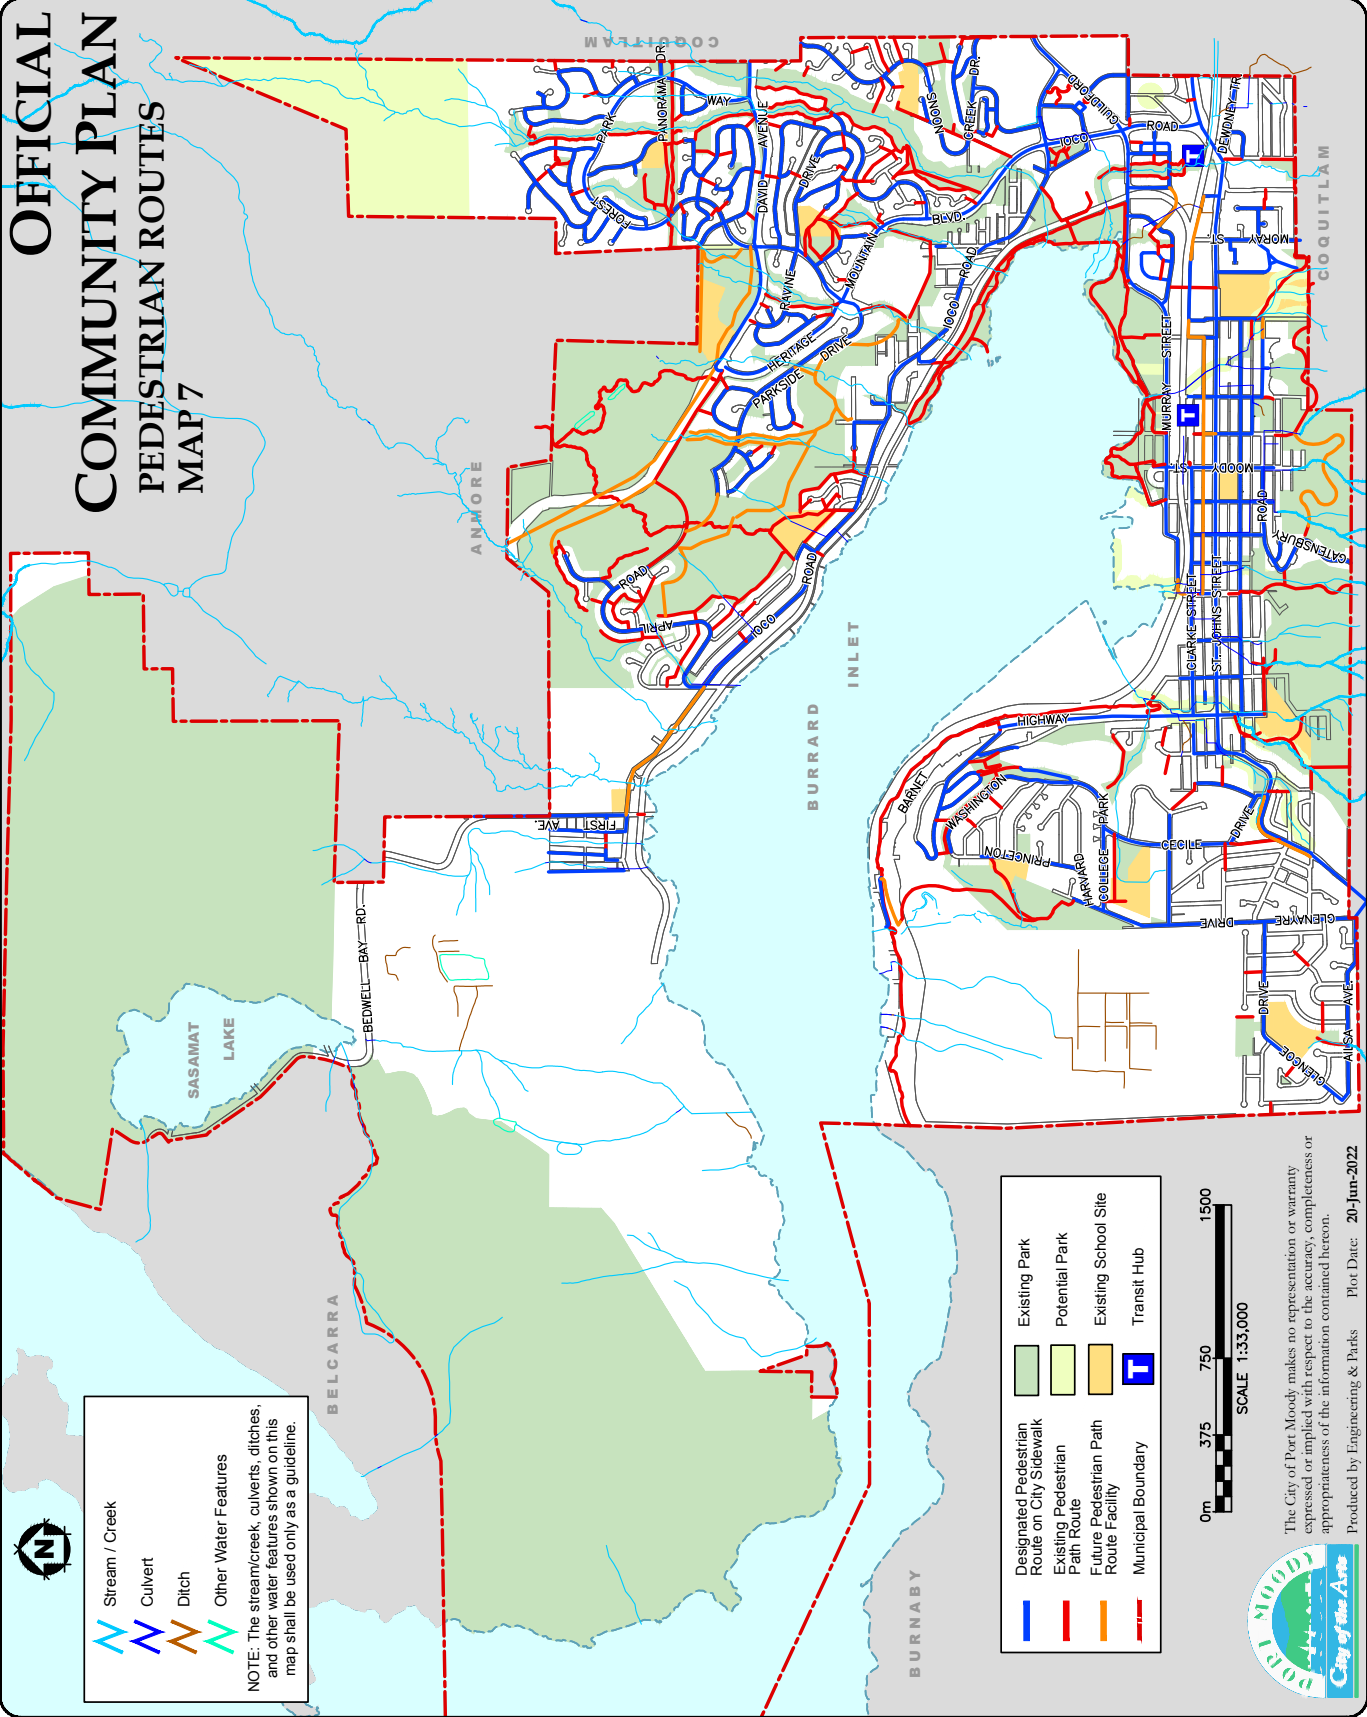 OFFICIAL
COMMUNITY PLAN
PEDESTRIAN ROUTES
MAP 7
N
Stream / Creek
Culvert
Ditch
Other Water Features
NOTE: The stream/creek, culverts, ditches,
and other water features shown on this
map shall be used only as a guideline.
BELCARRA
SASAMAT
LAKE
BEDWELL BAY RD.
ANMORE
COQUITLAM
COQUITLAM
BURRARD
INLET
BURNABY
FIRST AVE.
APRIL
ROAD
IOCO
ROAD
FOREST
PARK
WAY
PANORAMA DR.
DAVID
AVENUE
DRIVE
RAVINE
HERITAGE
MOUNTAIN
BLVD.
PARKSIDE
DRIVE
IOCO
ROAD
NOONS
CREEK DR.
GUILDFORD
IOCO
ROAD
DEWDNEY TR.
T
MORAY ST.
MURRAY STREET
T
MOODY ST.
ROAD
GATENSBURY
CLARKE STREET
ST. JOHNS STREET
HIGHWAY
BARNET
WASHINGTON
PRINCETON
HARVARD
COLLEGE PARK
CECILE
DRIVE
GLENAYRE
DRIVE
DRIVE
GLENCOE
AILSA AVE.
Designated Pedestrian
Route on City Sidewalk
Existing Pedestrian
Path Route
Future Pedestrian Path
Route Facility
Municipal Boundary
Existing Park
Potential Park
Existing School Site
T
Transit Hub
0m 375 750 1500
SCALE 1:33,000
PORT MOODY
City of the Arts
The City of Port Moody makes no representation or warranty
expressed or implied with respect to the accuracy, completeness or
appropriateness of the information contained hereon.
Produced by Engineering & Parks Plot Date: 20-Jun-2022